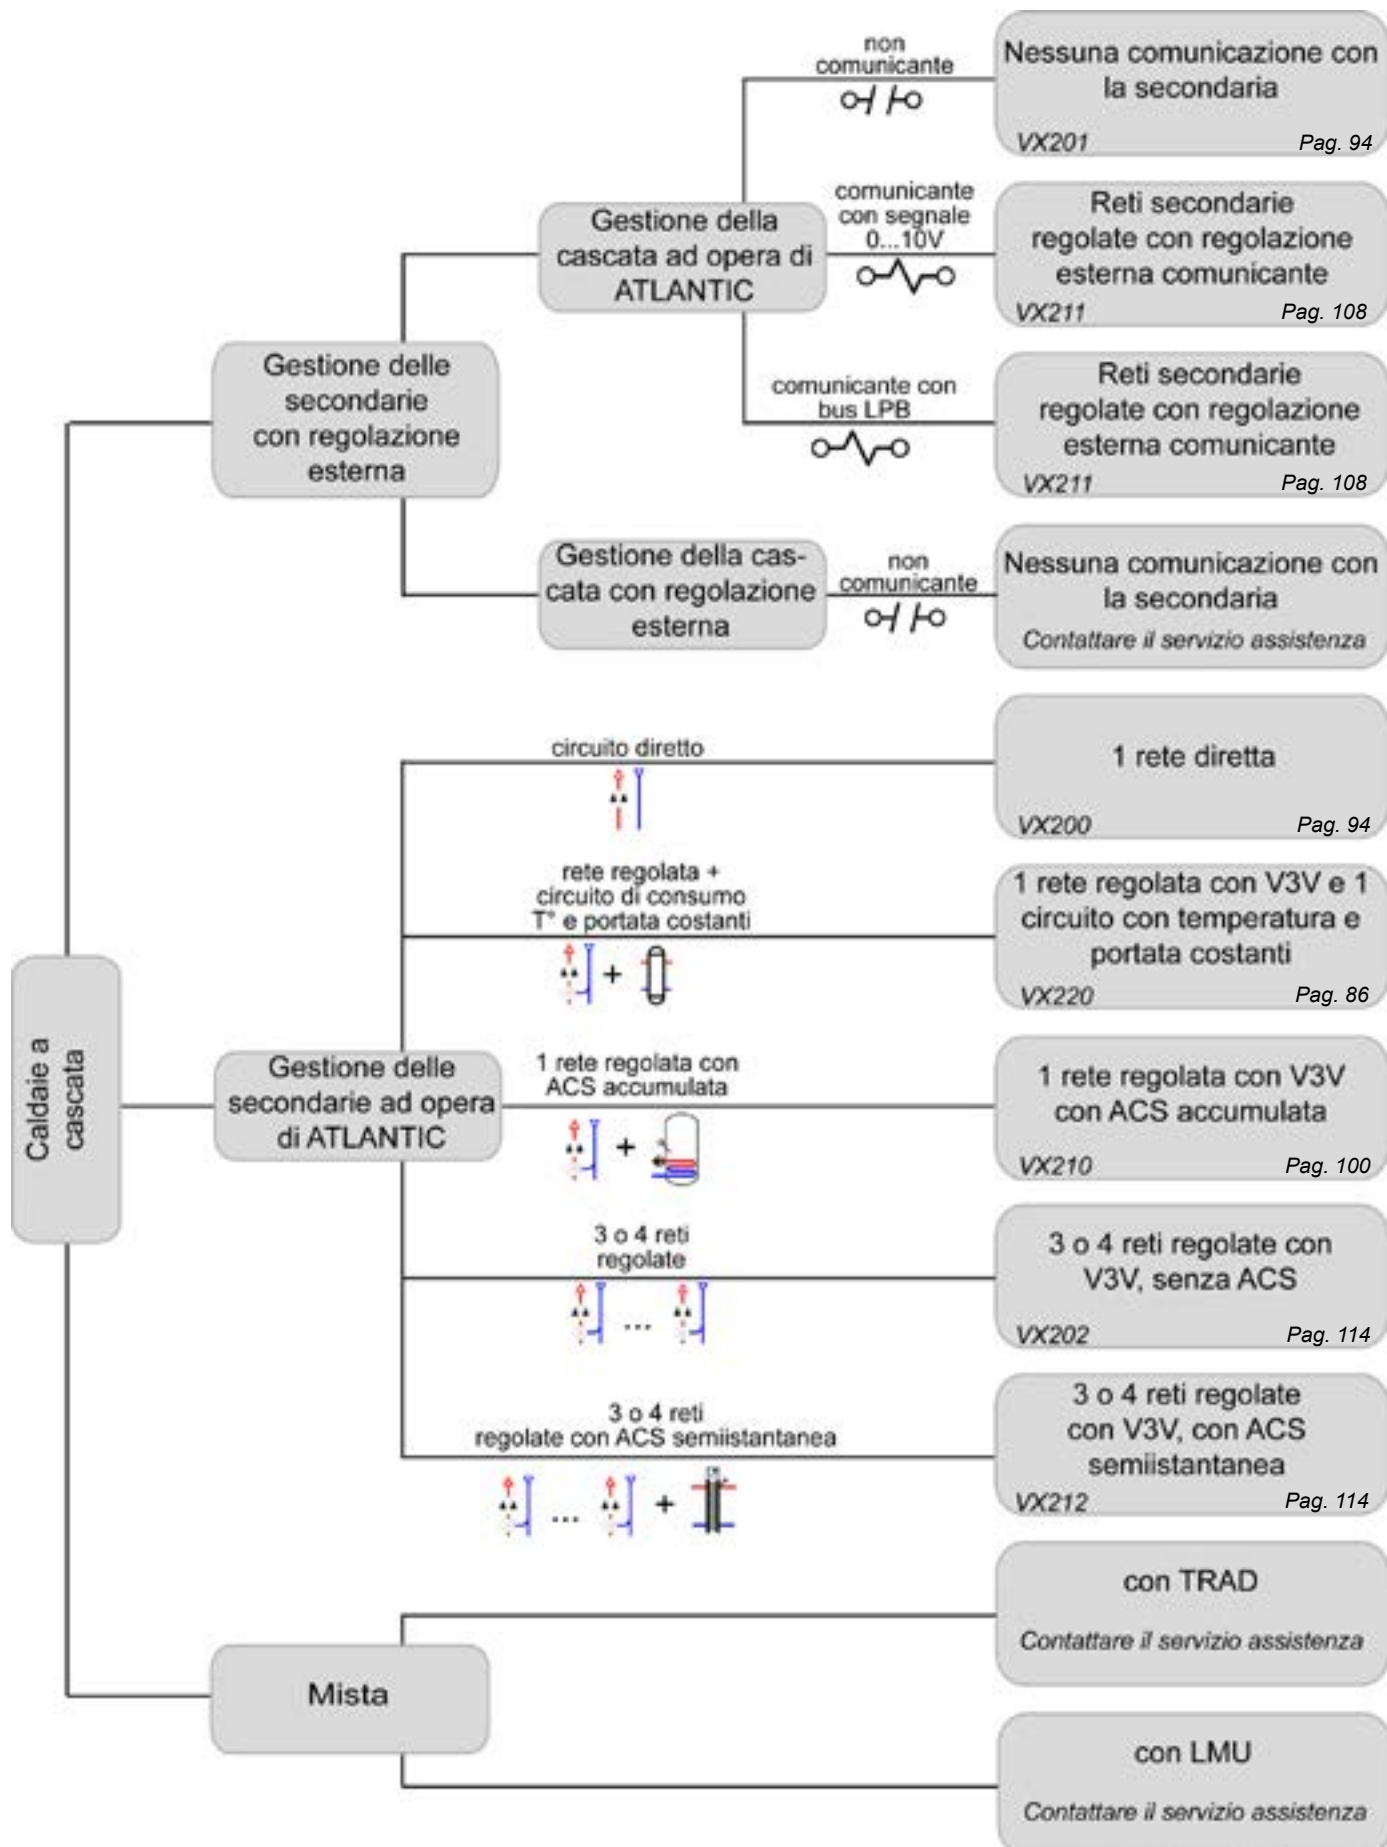 non
comunicante
Nessuna comunicazione con
la secondaria
VX201
Pag. 94
Gestione della
cascata ad opera di
ATLANTIC
comunicante
con segnale
0...10V
Reti secondarie
regolate con regolazione
esterna comunicante
VX211
Pag. 108
Gestione delle
secondarie
con regolazione
esterna
comunicante con
bus LPB
Reti secondarie
regolate con regolazione
esterna comunicante
VX211
Pag. 108
Gestione della cas-
cata con regolazione
esterna
non
comunicante
Nessuna comunicazione con
la secondaria
Contattare il servizio assistenza
circuito diretto
1 rete diretta
VX200
Pag. 94
rete regolata +
circuito di consumo
T° e portata costanti
+
1 rete regolata con V3V e 1
circuito con temperatura e
portata costanti
VX220
Pag. 86
Caldaie a
cascata
Gestione delle
secondarie ad opera
di ATLANTIC
1 rete regolata con
ACS accumulata
+
1 rete regolata con V3V
con ACS accumulata
VX210
Pag. 100
3 o 4 reti
regolate
...
3 o 4 reti regolate con
V3V, senza ACS
VX202
Pag. 114
3 o 4 reti
regolate con ACS semiistantanea
... +
3 o 4 reti regolate
con V3V, con ACS
semiistantanea
VX212
Pag. 114
Mista
con TRAD
Contattare il servizio assistenza
con LMU
Contattare il servizio assistenza